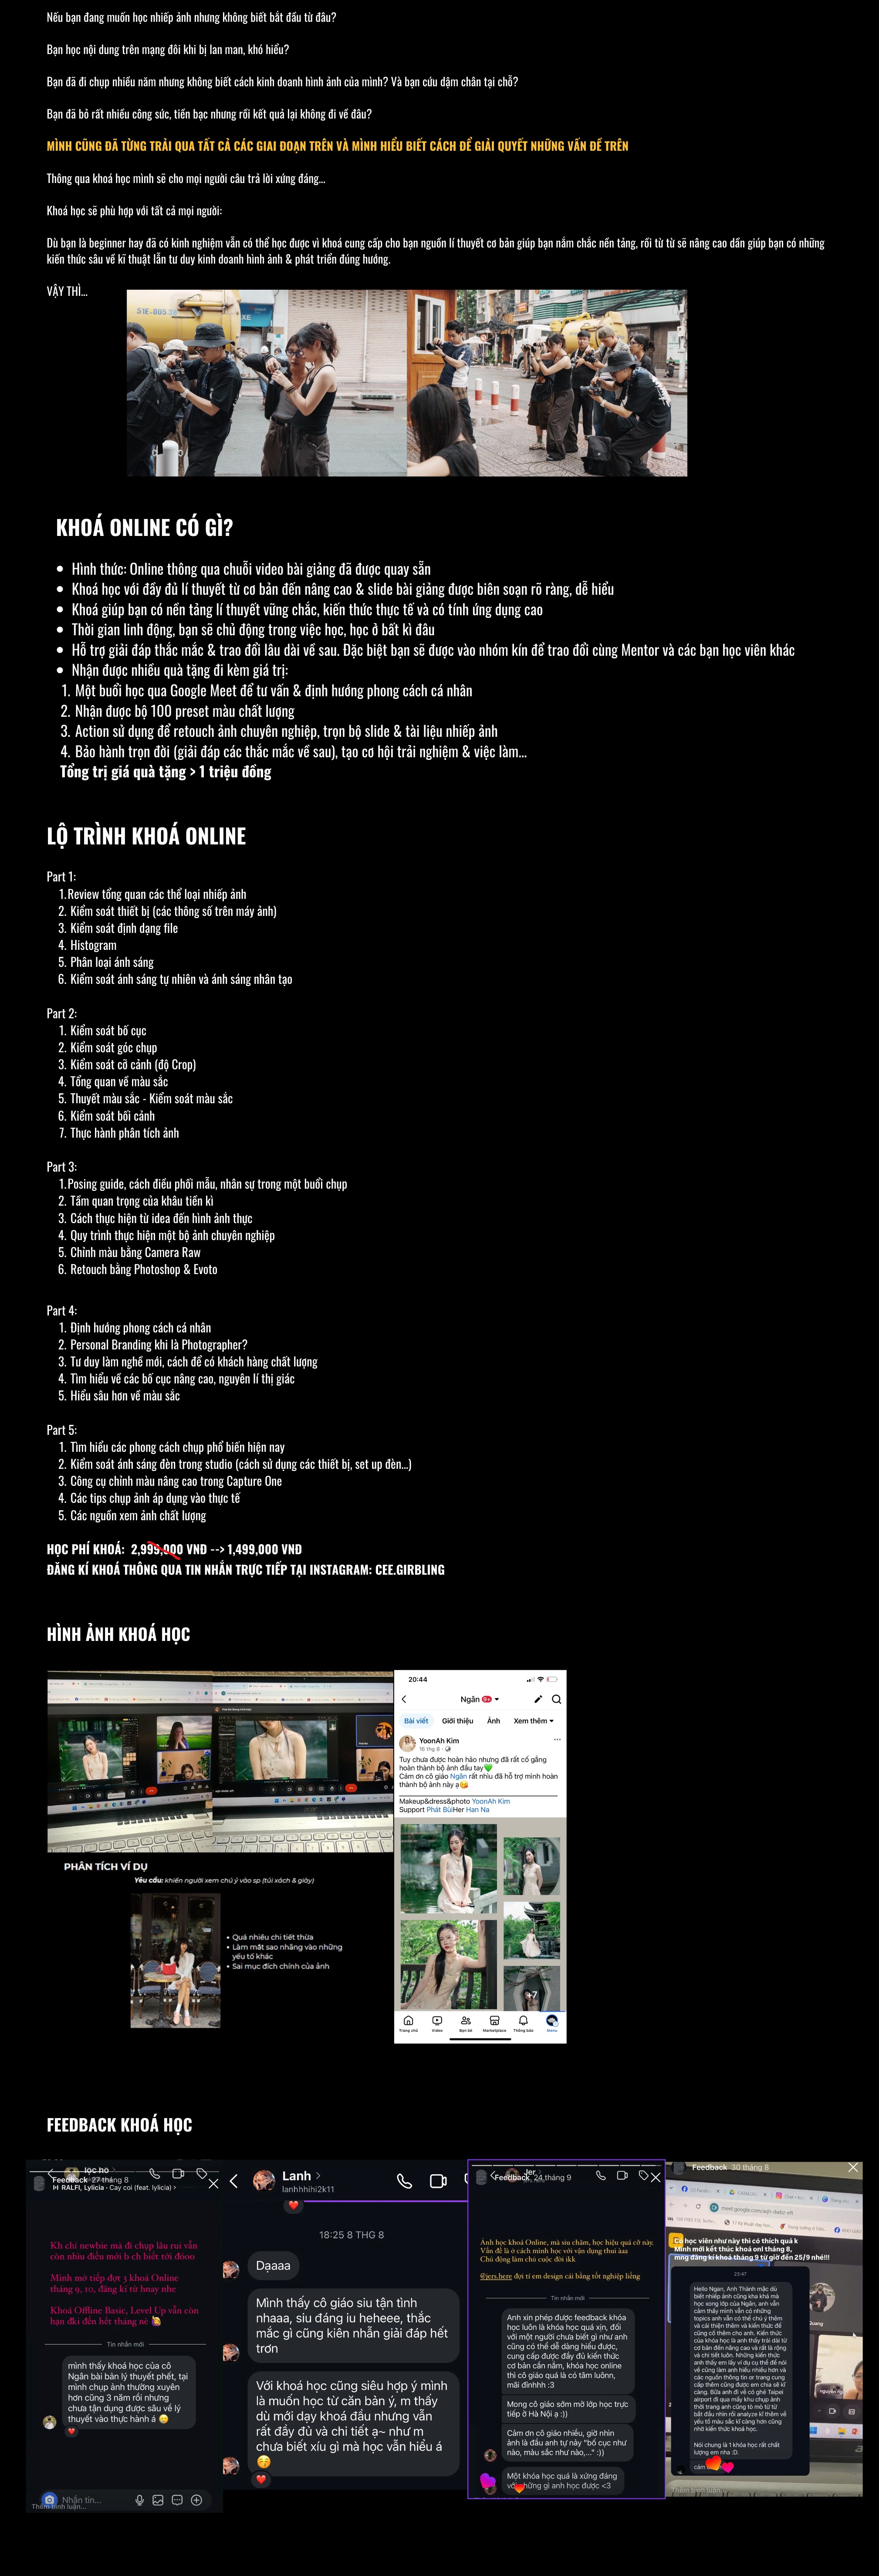 Nếu bạn đang muốn học nhiếp ảnh nhưng không biết bắt đầu từ đâu?
Bạn học nội dung trên mạng đôi khi bị lan man, khó hiểu?
Bạn đã đi chụp nhiều năm nhưng không biết cách kinh doanh hình ảnh của mình? Và bạn cứu dậm chân tại chỗ?
Bạn đã bỏ rất nhiều công sức, tiền bạc nhưng rồi kết quả lại không đi về đâu?
MÌNH CŨNG ĐÃ TỪNG TRẢI QUA TẤT CẢ CÁC GIAI ĐOẠN TRÊN VÀ MÌNH HIỂU BIẾT CÁCH ĐỂ GIẢI QUYẾT NHỮNG VẤN ĐỀ TRÊN
Thông qua khoá học mình sẽ cho mọi người câu trả lời xứng đáng...
Khoá học sẽ phù hợp với tất cả mọi người:
Dù bạn là beginner hay đã có kinh nghiệm vẫn có thể học được vì khoá cung cấp cho bạn nguồn lí thuyết cơ bản giúp bạn nắm chắc nền tảng, rồi từ từ sẽ nâng cao dần giúp bạn có những
kiến thức sâu về kĩ thuật lẫn tư duy kinh doanh hình ảnh & phát triển đúng hướng.
VẬY THÌ...
51E-005.38
XE
KHOÁ ONLINE CÓ GÌ?
• Hình thức: Online thông qua chuỗi video bài giảng đã được quay sẵn
• Khoá học với đầy đủ lí thuyết từ cơ bản đến nâng cao & slide bài giảng được biên soạn rõ ràng, dễ hiểu
• Khoá giúp bạn có nền tảng lí thuyết vững chắc, kiến thức thực tế và có tính ứng dụng cao
• Thời gian linh động, bạn sẽ chủ động trong việc học, học ở bất kì đâu
• Hỗ trợ giải đáp thắc mắc & trao đổi lâu dài về sau. Đặc biệt bạn sẽ được vào nhóm kín để trao đổi cùng Mentor và các bạn học viên khác
• Nhận được nhiều quà tặng đi kèm giá trị:
1. Một buổi học qua Google Meet để tư vấn & định hướng phong cách cá nhân
2. Nhận được bộ 100 preset màu chất lượng
3. Action sử dụng để retouch ảnh chuyên nghiệp, trọn bộ slide & tài liệu nhiếp ảnh
4. Bảo hành trọn đời (giải đáp các thắc mắc về sau), tạo cơ hội trải nghiệm & việc làm...
Tổng trị giá quà tặng > 1 triệu đồng
LỘ TRÌNH KHOÁ ONLINE
Part 1:
1.Review tổng quan các thể loại nhiếp ảnh
2. Kiểm soát thiết bị (các thông số trên máy ảnh)
3. Kiểm soát định dạng file
4. Histogram
5. Phân loại ánh sáng
6. Kiểm soát ánh sáng tự nhiên và ánh sáng nhân tạo
Part 2:
1. Kiểm soát bố cục
2. Kiểm soát góc chụp
3. Kiểm soát cỡ cảnh (độ Crop)
4. Tổng quan về màu sắc
5. Thuyết màu sắc - Kiểm soát màu sắc
6. Kiểm soát bối cảnh
7. Thực hành phân tích ảnh
Part 3:
1.Posing guide, cách điều phối mẫu, nhân sự trong một buổi chụp
2. Tầm quan trọng của khâu tiền kì
3. Cách thực hiện từ idea đến hình ảnh thực
4. Quy trình thực hiện một bộ ảnh chuyên nghiệp
5. Chỉnh màu bằng Camera Raw
6. Retouch bằng Photoshop & Evoto
Part 4:
1. Định hướng phong cách cá nhân
2. Personal Branding khi là Photographer?
3. Tư duy làm nghề mới, cách để có khách hàng chất lượng
4. Tìm hiểu về các bố cục nâng cao, nguyên lí thị giác
5. Hiểu sâu hơn về màu sắc
Part 5:
1. Tìm hiểu các phong cách chụp phổ biến hiện nay
2. Kiểm soát ánh sáng đèn trong studio (cách sử dụng các thiết bị, set up đèn...)
3. Công cụ chỉnh màu nâng cao trong Capture One
4. Các tips chụp ảnh áp dụng vào thực tế
5. Các nguồn xem ảnh chất lượng
HỌC PHÍ KHOÁ: 2,999,000 VNĐ --> 1,499,000 VNĐ
ĐĂNG KÍ KHOÁ THÔNG QUA TIN NHẮN TRỰC TIẾP TẠI INSTAGRAM: CEE.GIRBLING
HÌNH ẢNH KHOÁ HỌC
20:44
Ngân 9+
Bài viết Giới thiệu Ảnh Xem thêm
YoonAh Kim
16 thg 8
Tuy chưa được hoàn hảo nhưng đã rất cố gắng
hoàn thành bộ ảnh đầu tay💚
Cảm ơn cô giáo Ngân rất nhìu đã hỗ trợ mình hoàn
thành bộ ảnh này ạ😘
Makeup&dress&photo YoonAh Kim
Support Phát BùiHer Han Na
+7
Trang chủ Video Bạn bè Marketplace Thông báo Menu
PHÂN TÍCH VÍ DỤ
Yêu cầu: khiến người xem chú ý vào sp (túi xách & giày)
• Quá nhiều chi tiết thừa
• Làm mất sao nhãng vào những
yếu tố khác
• Sai mục đích chính của ảnh
FEEDBACK KHOÁ HỌC
lọc ho
Feedback 27 tháng 8
RALFI, Lylicia · Cay coi (feat. lylicia)
Kh chỉ newbie mà đi chụp lâu rui vẫn
còn nhìu điều mới b ch biết tới đóoo
Mình mở tiếp đợt 3 khoá Online
tháng 9, 10, đăng kí từ hnay nhe
Khoá Offline Basic, Level Up vẫn còn
hạn đki đến hết tháng nè
Tin nhắn mới
mình thấy khoá học của cô
Ngân bài bản lý thuyết phết, tại
mình chụp ảnh thường xuyên
hơn cũng 3 năm rồi nhưng
chưa tận dụng được sâu về lý
thuyết vào thực hành á 😑
Nhắn tin...
Thêm bình luận...
Lanh
lanhhhihi2k11
18:25 8 THG 8
Dạaaa
Mình thấy cô giáo siu tận tình
nhaaa, siu đáng iu heheee, thắc
mắc gì cũng kiên nhẫn giải đáp hết
trơn
Với khoá học cũng siêu hợp ý mình
là muốn học từ căn bản ý, m thấy
dù mới dạy khoá đầu nhưng vẫn
rất đầy đủ và chi tiết ạ~ như m
chưa biết xíu gì mà học vẫn hiểu á
😚
Jer
Feedback 24 tháng 9
Anh học khoá Online, mà siu chăm, học hiệu quả cỡ này.
Vấn đề là ở cách mình học với vận dụng thui àaa
Chủ động làm chủ cuộc đời ikk
@jers.here đợi tí em design cái bằng tốt nghiệp liềng
Tin nhắn mới
Anh xin phép được feedback khóa
học luôn là khóa học quá xịn, đối
với một người chưa biết gì như anh
cũng có thể dễ dàng hiểu được,
cung cấp được đầy đủ kiến thức
cơ bản cần nắm, khóa học online
thì cô giáo quá là có tâm luônn,
mãi đỉnhhh :3
Mong cô giáo sớm mở lớp học trực
tiếp ở Hà Nội ạ :))
Cảm ơn cô giáo nhiều, giờ nhìn
ảnh là đầu anh tự nảy "bố cục như
nào, màu sắc như nào,..." :))
Một khóa học quá là xứng đáng
với những gì anh học được <3
Feedback 30 tháng 8
Có học viên như này thì có thích quá k
Mình mới kết thúc khoá onl tháng 8,
mng đăng kí khoá tháng 9 từ giờ đến 25/9 nhé!!!
23:47
Hello Ngan, Anh Thành mặc dù
biết nhiếp ảnh cũng kha khá mà
học xong lớp của Ngân, anh vẫn
cảm thấy mình vẫn có những
topics anh vẫn có thể chú ý thêm
và cải thiện thêm và kiến thức để
củng cố thêm cho anh. Kiến thức
của khóa học là anh thấy trải dài từ
cơ bản đến nâng cao và rất là rộng
và chi tiết luôn. Những kiến thức
anh thấy em lấy ví dụ cụ thể để nói
về cũng làm anh hiểu nhiều hơn và
các nguồn thông tin or trang cung
cấp thêm cũng được em chia sẻ kĩ
càng. Bữa anh đi về có ghé Taipei
airport đi qua mấy khu chụp ảnh
thời trang anh cũng tò mò từ từ
bắt đầu nhìn rồi analyze kĩ thêm về
yếu tố màu sắc kĩ càng hơn cũng
nhờ kiến thức khoá học.
Nói chung là 1 khóa học rất chất
lượng em nha :D.
cảm
Quang
Thêm bình luận...